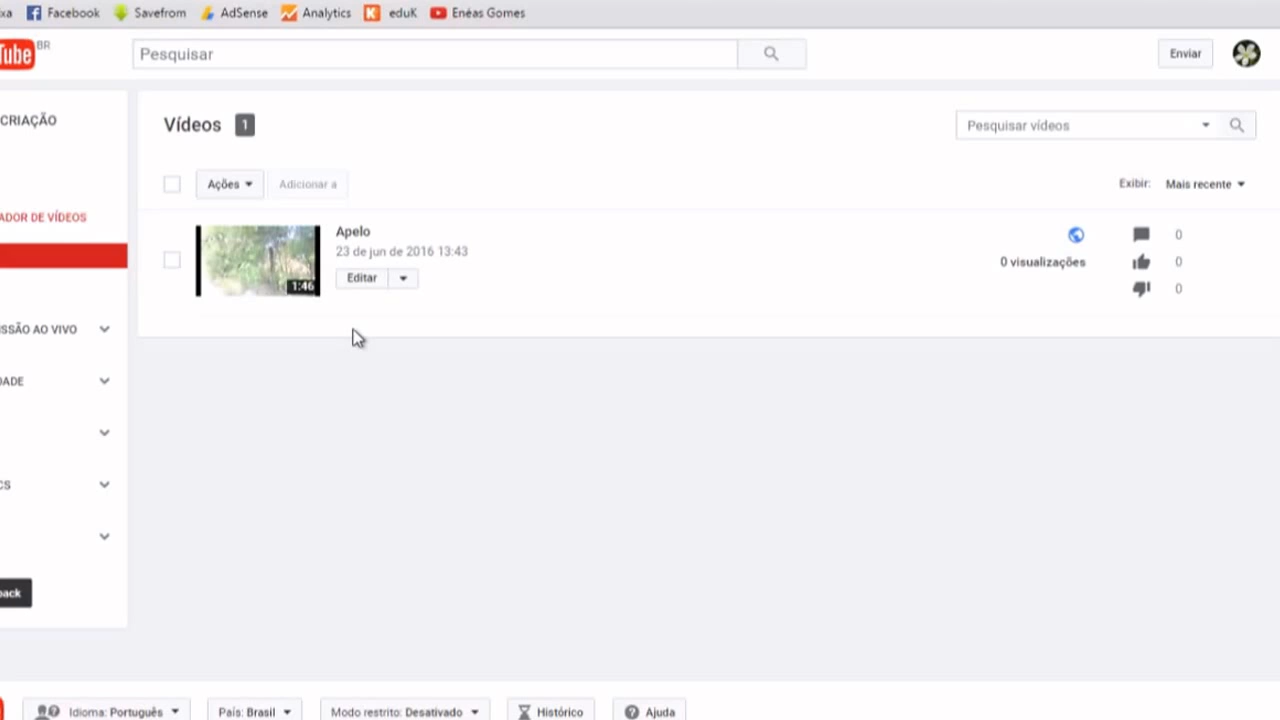 xa Facebook Savefrom AdSense Analytics eduK Enéas Gomes
Tube BR Pesquisar Enviar
CRIAÇÃO
Vídeos 1 Pesquisar vídeos
Ações Adicionar a Exibir: Mais recente
ADOR DE VÍDEOS
Apelo 0
23 de jun de 2016 13:43 0 visualizações 0
1:46 Editar 0
SSÃO AO VIVO
DADE
CS
back
Idioma: Português País: Brasil Modo restrito: Desativado Histórico Ajuda